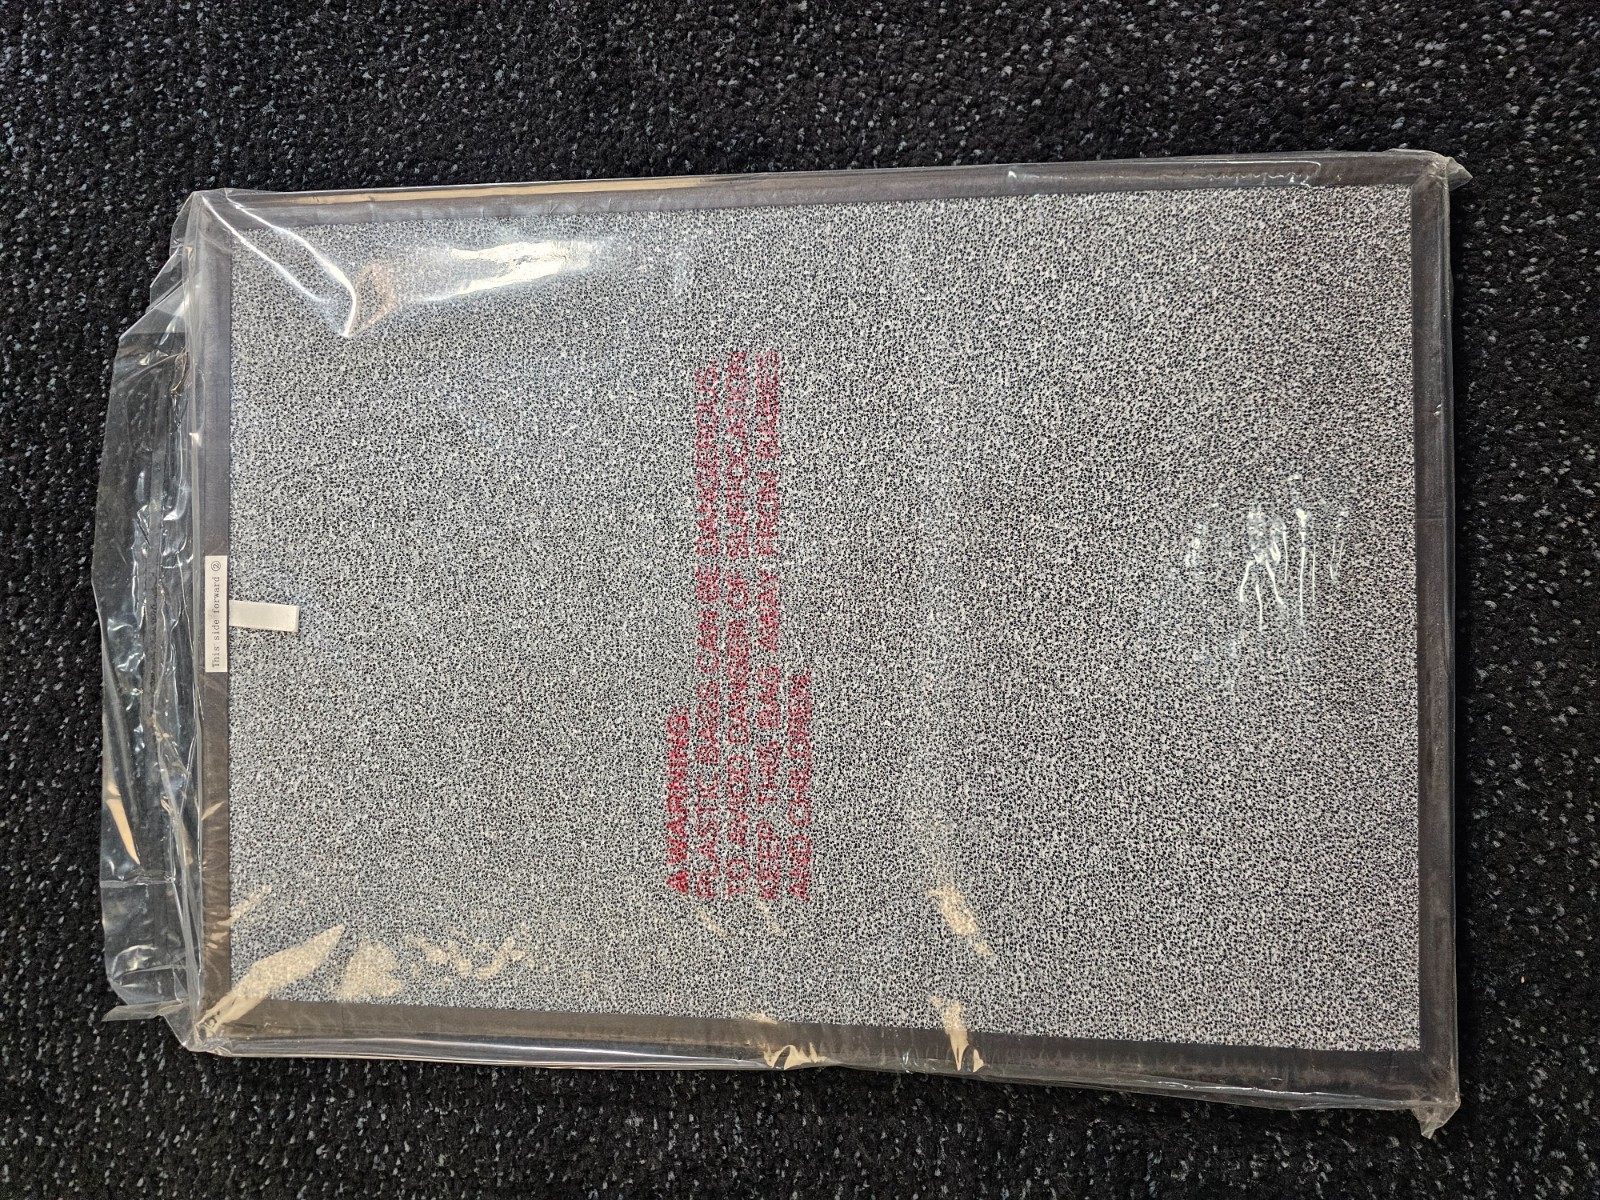 This side forward ②
⚠ WARNING:
PLASTIC BAGS CAN BE DANGEROUS.
TO AVOID DANGER OF SUFFOCATION
KEEP THIS BAG AWAY FROM BABIES
AND CHILDREN.